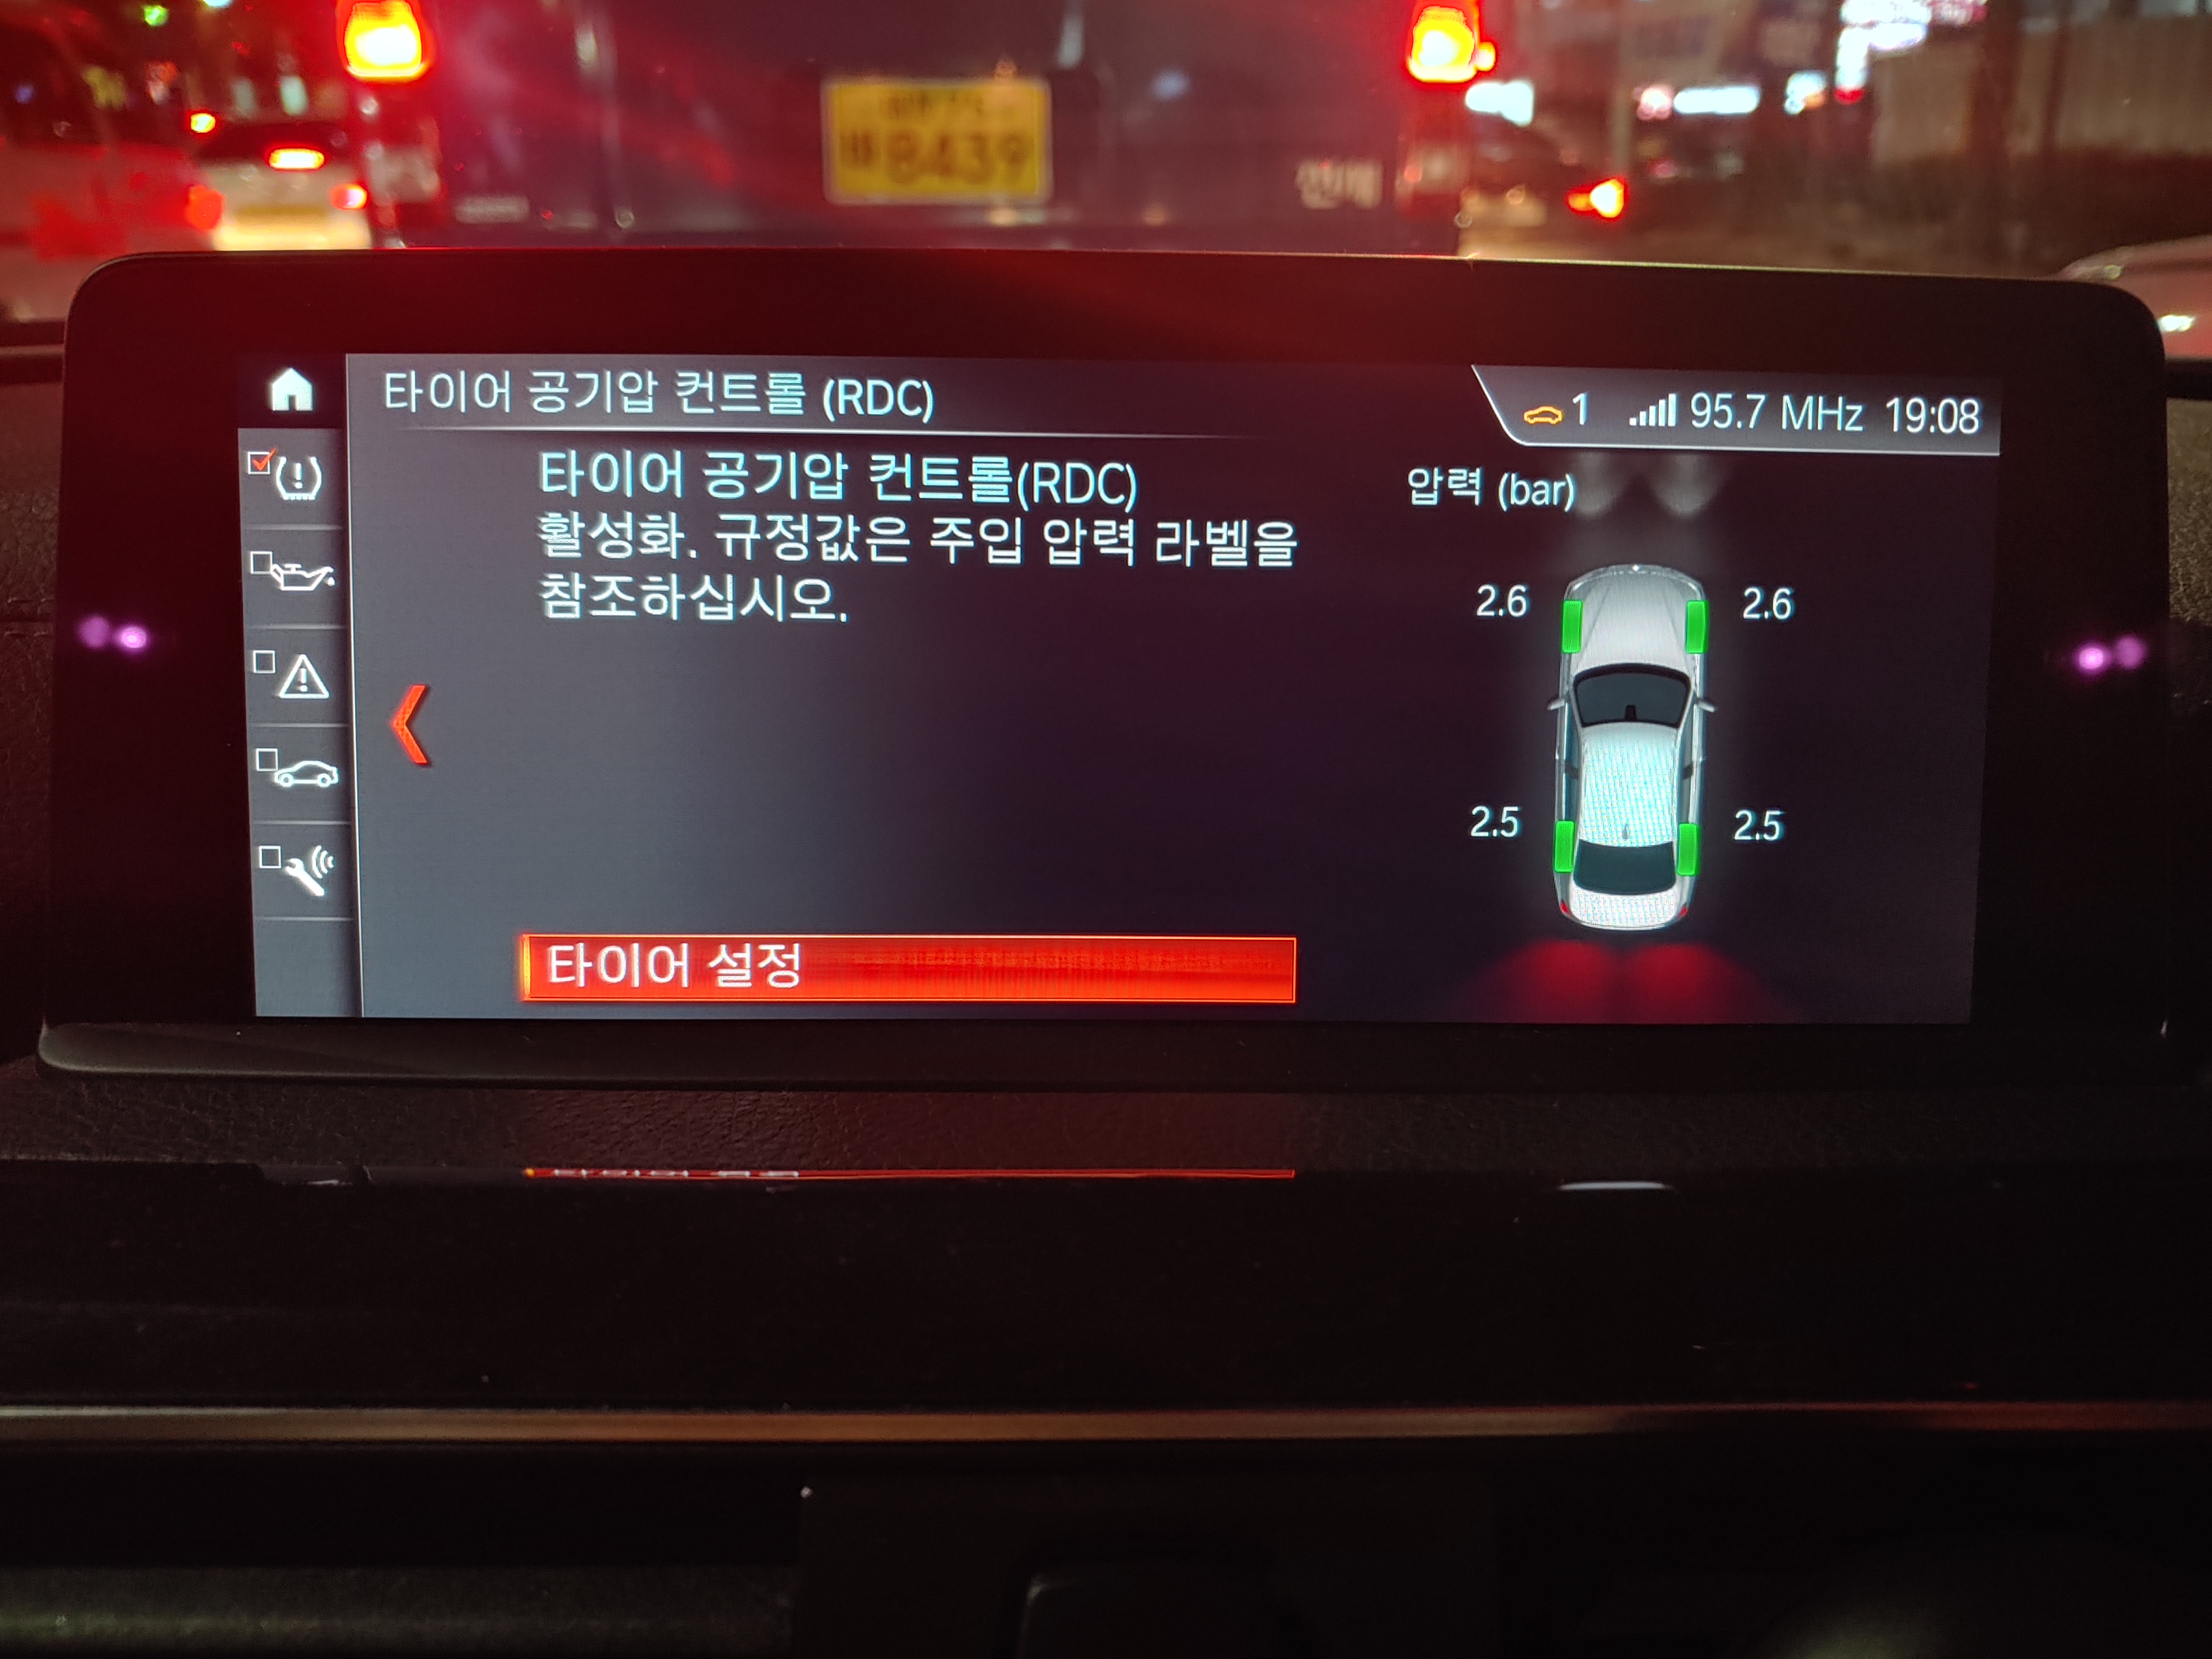 8439
타이어 공기압 컨트롤 (RDC)
1 95.7 MHz 19:08
타이어 공기압 컨트롤(RDC)
활성화. 규정값은 주입 압력 라벨을
참조하십시오.
압력 (bar)
2.6 2.6
2.5 2.5
타이어 설정